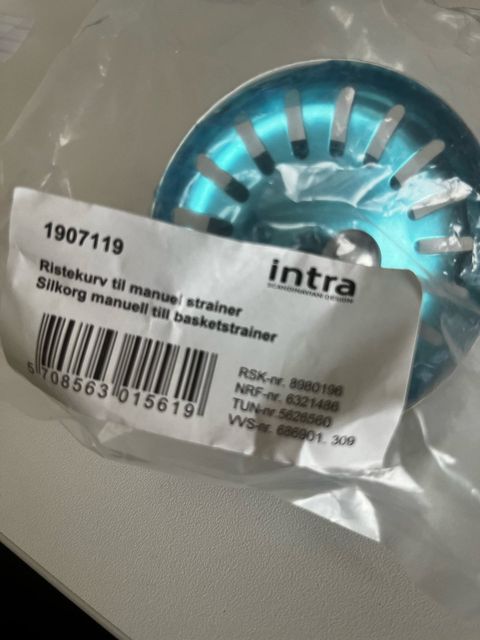 1907119
intra
SCANDINAVIAN DESIGN
Ristekurv til manuel strainer
Silkorg manuell till basketstrainer
5 708563 015619
RSK-nr. 8980196
NRF-nr. 6321486
TUN-nr 5626560
VVS-nr. 686901. 309